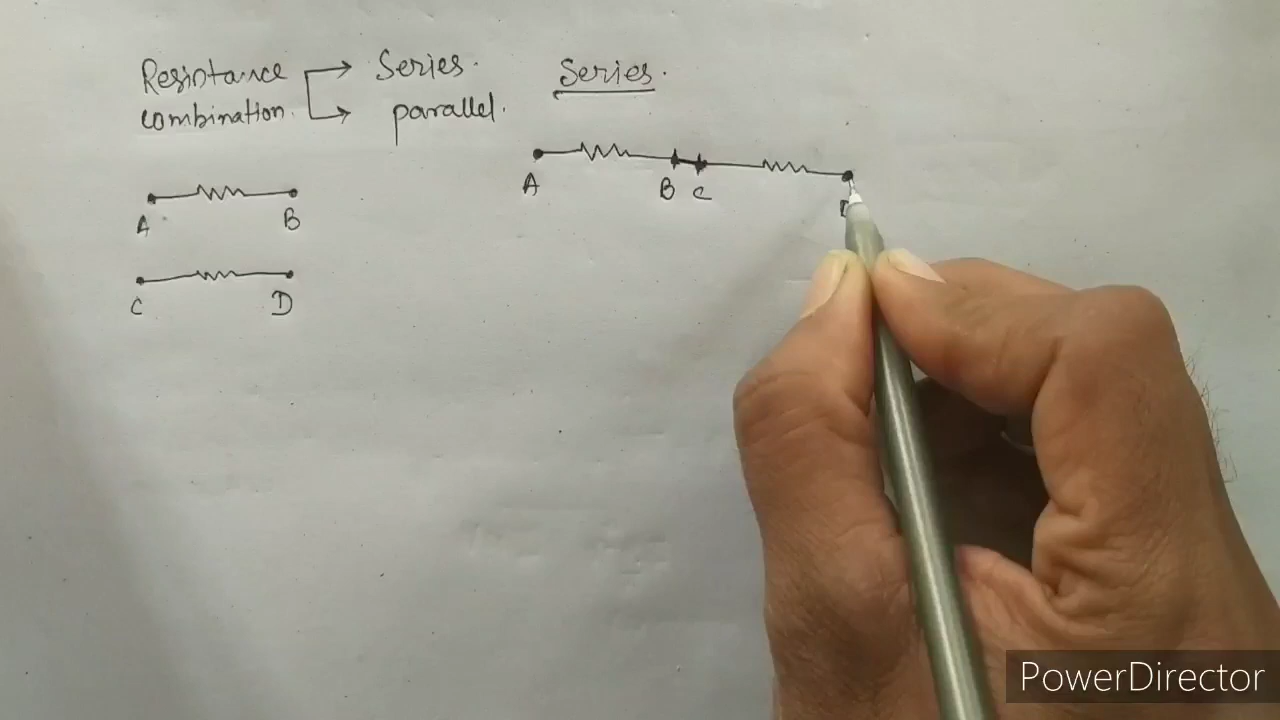 Resistance
combination.
Series.
parallel.
Series.
A
B
C
A
B
C
D
PowerDirector